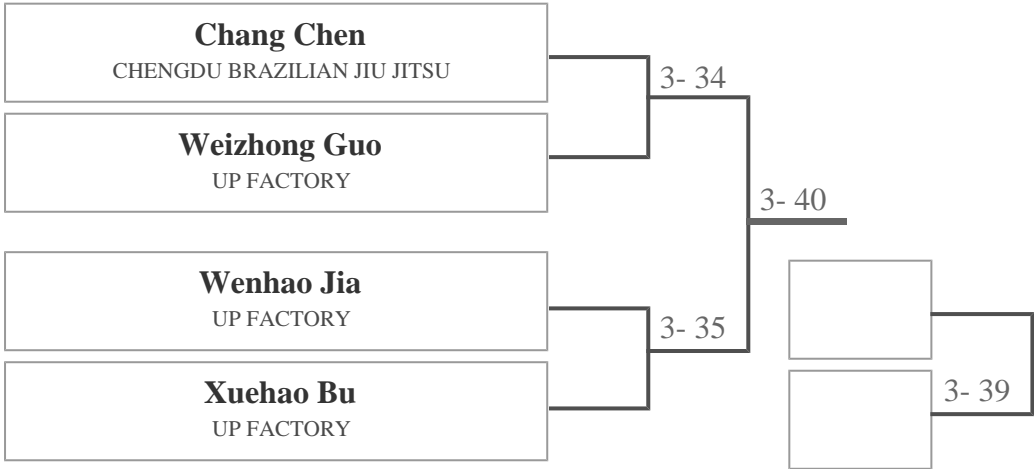 Chang Chen
CHENGDU BRAZILIAN JIU JITSU
3- 34
Weizhong Guo
UP FACTORY
3- 40
Wenhao Jia
UP FACTORY
3- 35
Xuehao Bu
UP FACTORY
3- 39